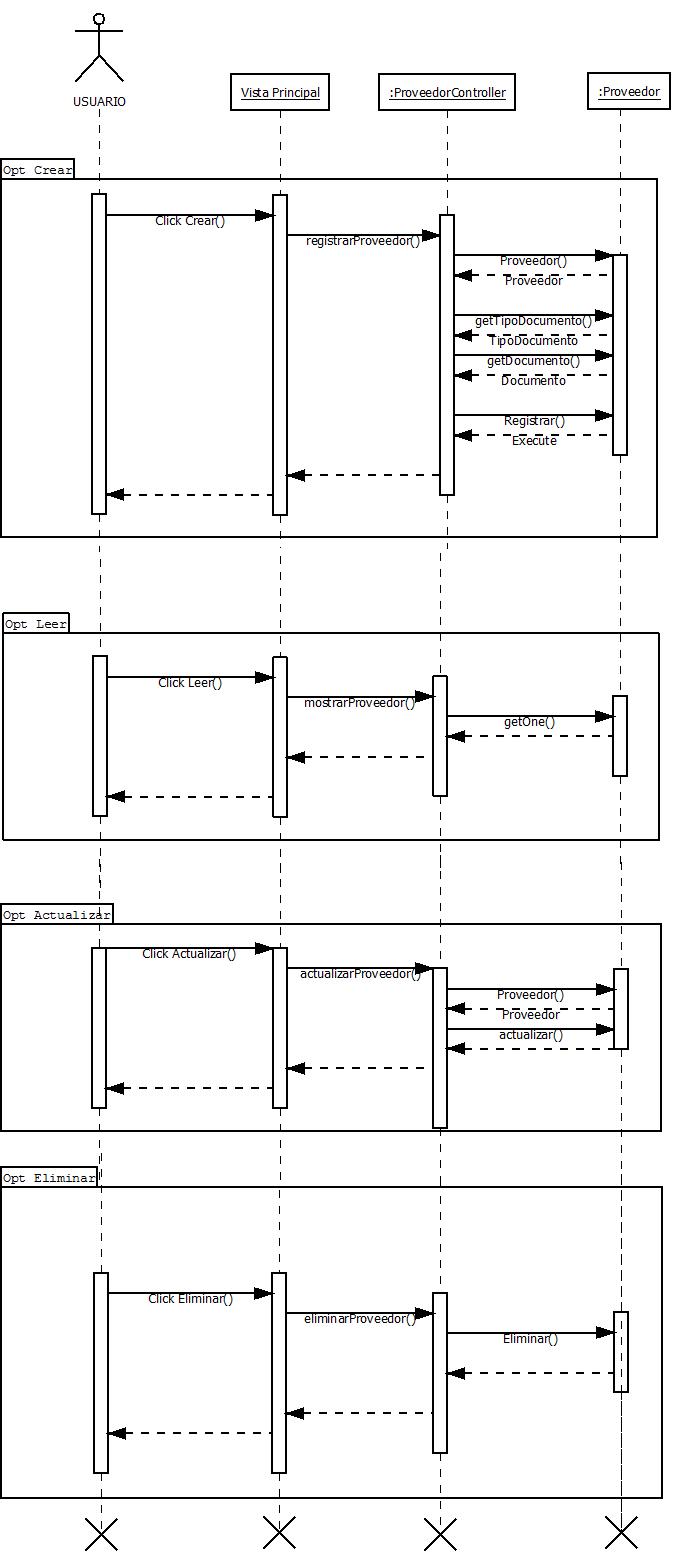 USUARIO
Vista Principal
:ProveedorController
:Proveedor
Opt Crear
Click Crear()
registrarProveedor()
Proveedor()
Proveedor
getTipoDocumento()
TipoDocumento
getDocumento()
Documento
Registrar()
Execute
Opt Leer
Click Leer()
mostrarProveedor()
getOne()
Opt Actualizar
Click Actualizar()
actualizarProveedor()
Proveedor()
Proveedor
actualizar()
Opt Eliminar
Click Eliminar()
eliminarProveedor()
Eliminar()